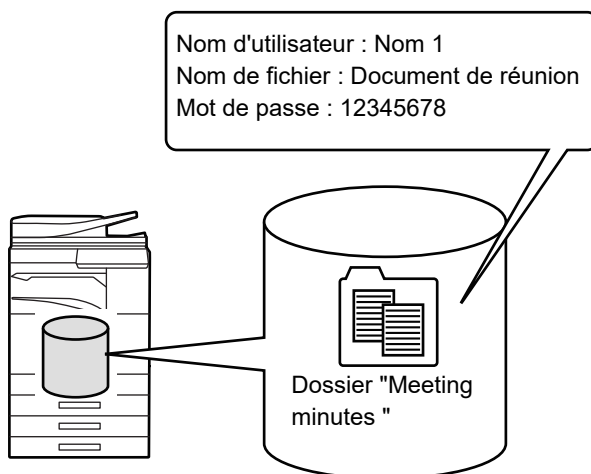 Nom d'utilisateur : Nom 1
Nom de fichier : Document de réunion
Mot de passe : 12345678
Dossier "Meeting
minutes "